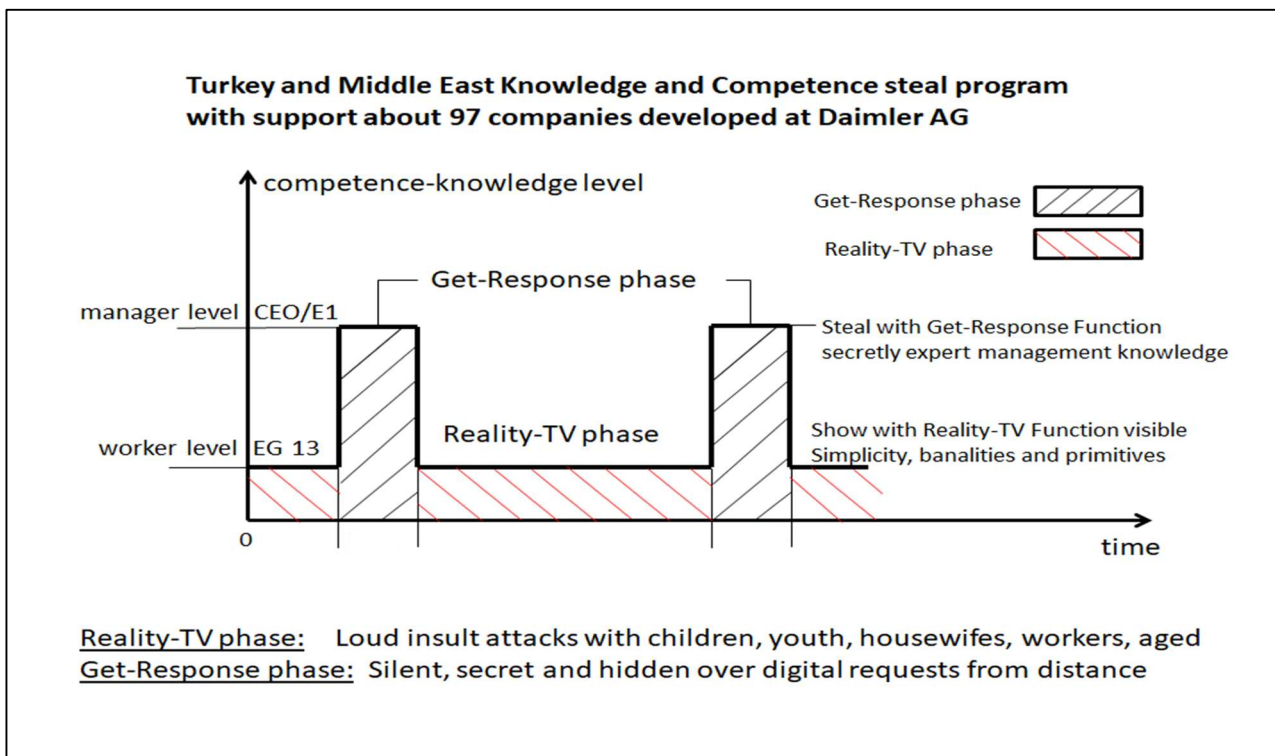 Turkey and Middle East Knowledge and Competence steal program
with support about 97 companies developed at Daimler AG
competence-knowledge level
Get-Response phase
Reality-TV phase
Get-Response phase
manager level CEO/E1
Steal with Get-Response Function
secretly expert management knowledge
Reality-TV phase
worker level EG 13
Show with Reality-TV Function visible
Simplicity, banalities and primitives
0
time
Reality-TV phase: Loud insult attacks with children, youth, housewifes, workers, aged
Get-Response phase: Silent, secret and hidden over digital requests from distance